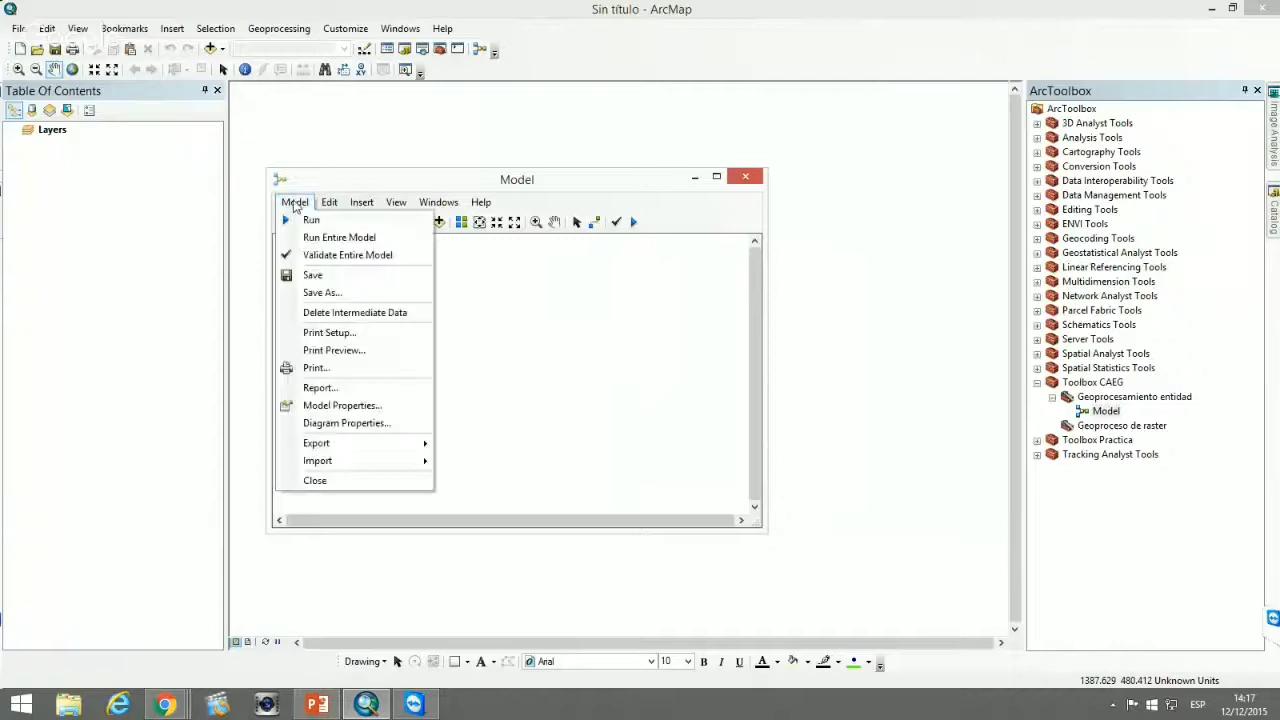 Sin título - ArcMap
File Edit View Bookmarks Insert Selection Geoprocessing Customize Windows Help
Table Of Contents
Layers
Model
Model Edit Insert View Windows Help
Run
Run Entire Model
Validate Entire Model
Save
Save As...
Delete Intermediate Data
Print Setup...
Print Preview...
Print...
Report...
Model Properties...
Diagram Properties...
Export
Import
Close
ArcToolbox
ArcToolbox
3D Analyst Tools
Analysis Tools
Cartography Tools
Conversion Tools
Data Interoperability Tools
Data Management Tools
Editing Tools
ENVI Tools
Geocoding Tools
Geostatistical Analyst Tools
Linear Referencing Tools
Multidimension Tools
Network Analyst Tools
Parcel Fabric Tools
Schematics Tools
Server Tools
Spatial Analyst Tools
Spatial Statistics Tools
Toolbox CAEG
Geoprocesamiento entidad
Model
Geoproceso de raster
Toolbox Practica
Tracking Analyst Tools
Image Analysis
Catalog
Drawing A Arial 10 B I U A
1387.629 480.412 Unknown Units
ESP
14:17
12/12/2015